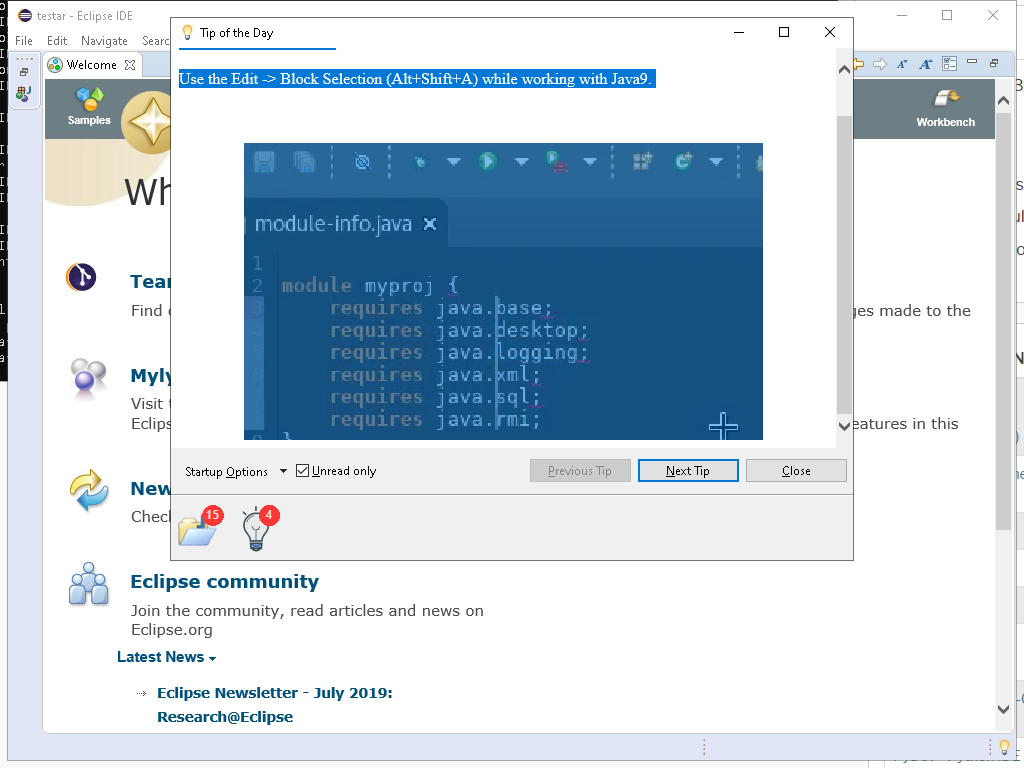 testar - Eclipse IDE
File Edit Navigate Searc
Welcome
Samples
Workbench
Tip of the Day
Use the Edit -> Block Selection (Alt+Shift+A) while working with Java9.
module-info.java
1
2 module myproj {
requires java.base;
requires java.desktop;
requires java.logging;
requires java.xml;
requires java.sql;
requires java.rmi;
}
Startup Options
Unread only
Previous Tip
Next Tip
Close
15
4
Wh
Tear
Find
ges made to the
Myly
Visit
Eclips
eatures in this
New
Chec
Eclipse community
Join the community, read articles and news on
Eclipse.org
Latest News
Eclipse Newsletter - July 2019:
Research@Eclipse